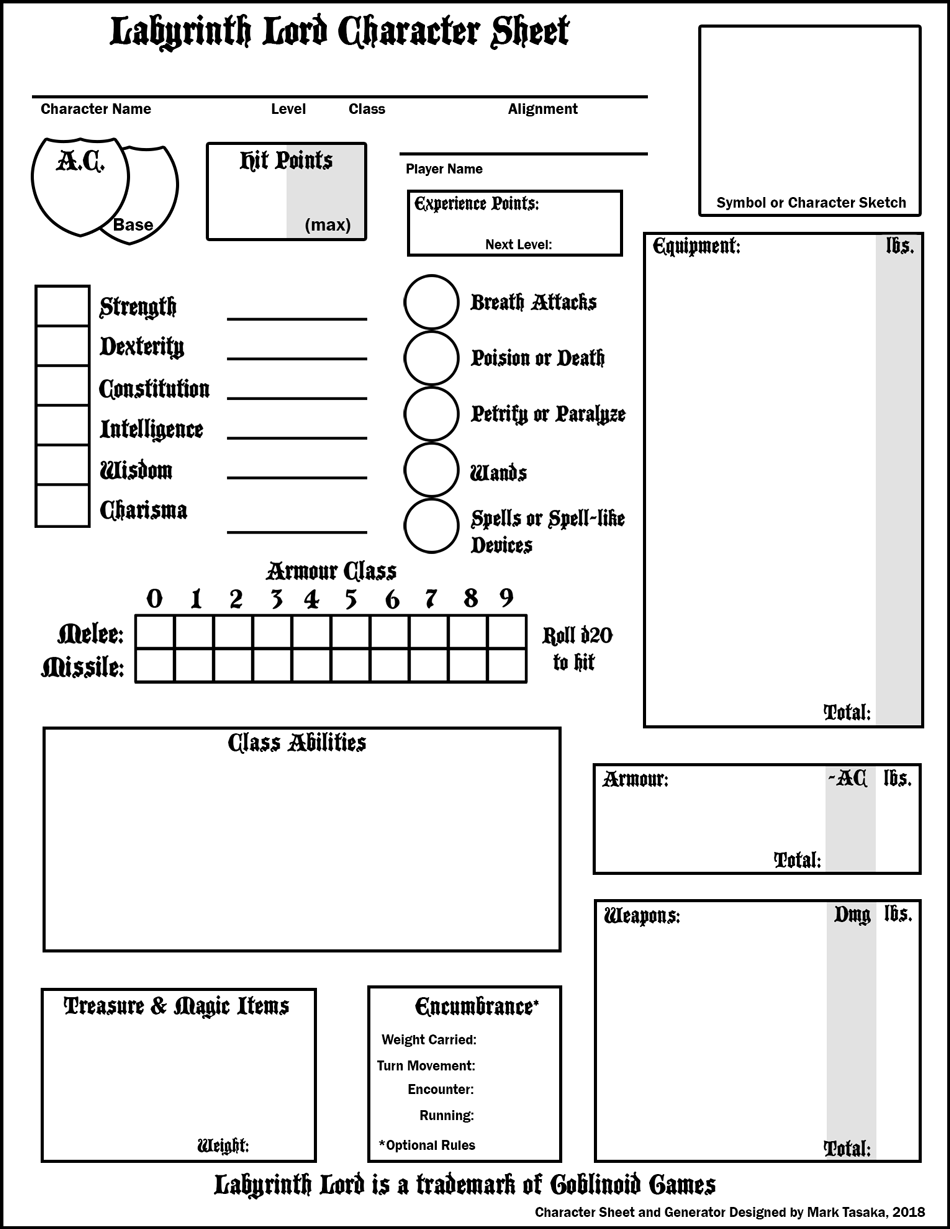 Labyrinth Lord Character Sheet
Character Name Level Class Alignment
Player Name
Symbol or Character Sketch
A.C.
Base
Hit Points
(max)
Experience Points:
Next Level:
Equipment: lbs.
Total:
Strength
Dexterity
Constitution
Intelligence
Wisdom
Charisma
Breath Attacks
Poision or Death
Petrify or Paralyze
Wands
Spells or Spell-like
Devices
Armour Class
0 1 2 3 4 5 6 7 8 9
Melee:
Missile:
Roll d20
to hit
Class Abilities
Armour: -AC lbs.
Total:
Weapons: Dmg lbs.
Total:
Treasure & Magic Items
Weight:
Encumbrance*
Weight Carried:
Turn Movement:
Encounter:
Running:
*Optional Rules
Labyrinth Lord is a trademark of Goblinoid Games
Character Sheet and Generator Designed by Mark Tasaka, 2018